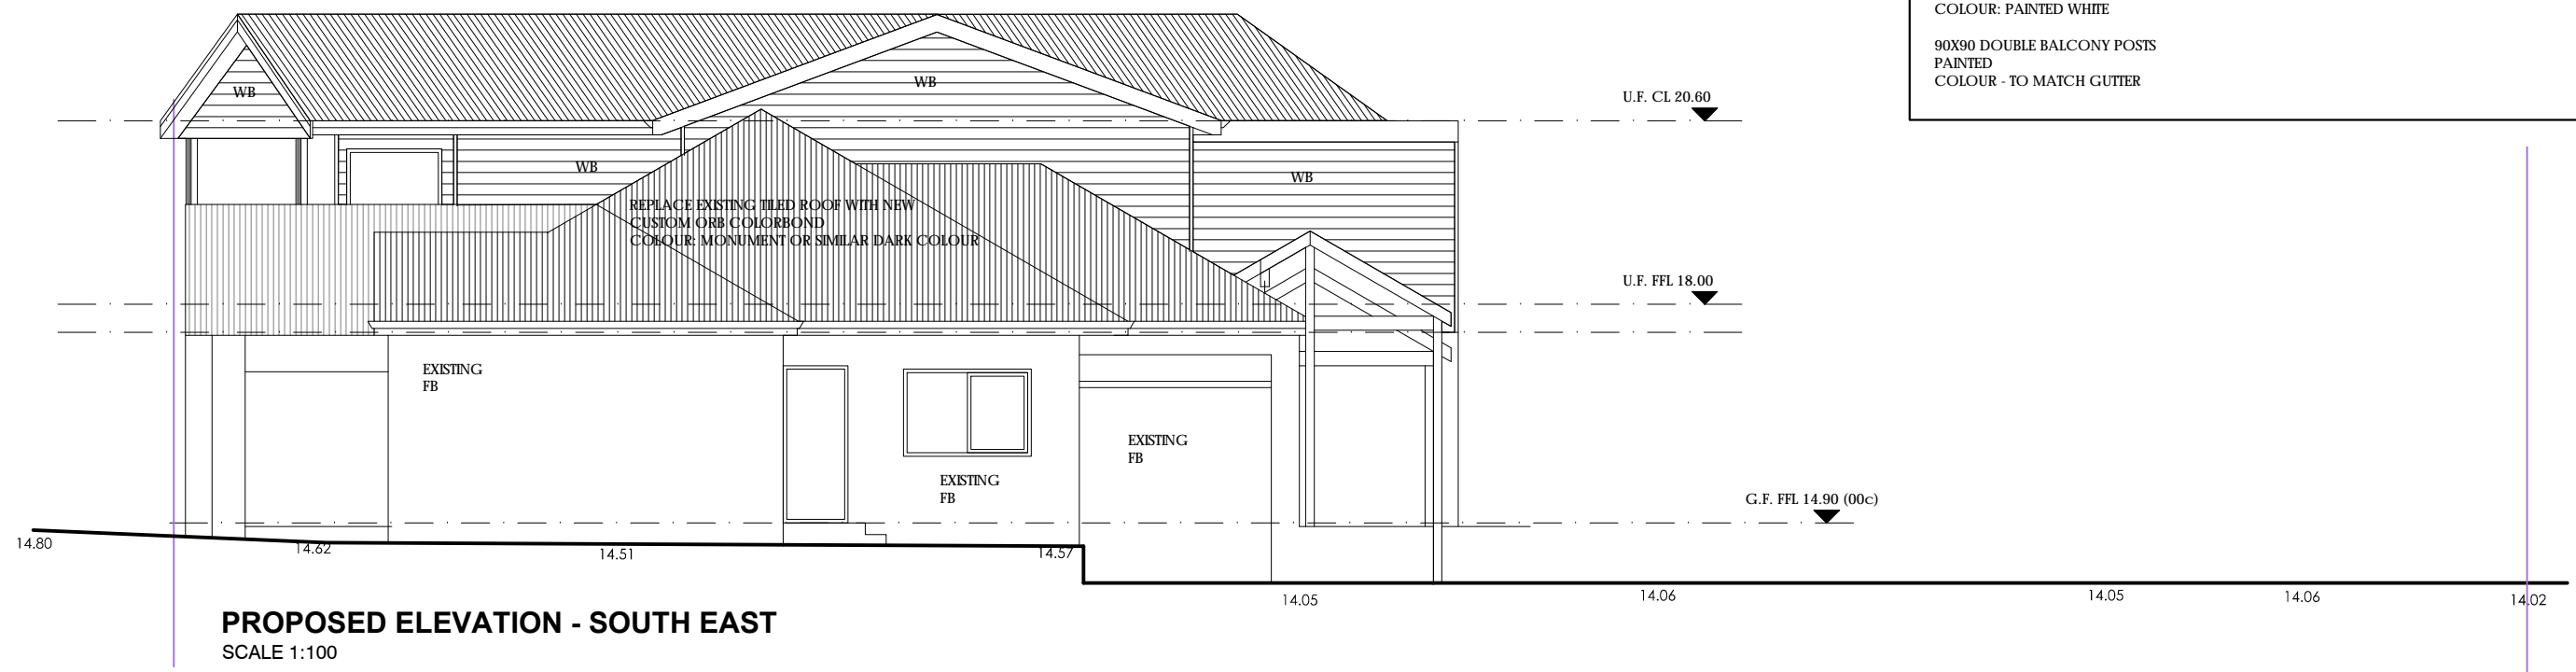 COLOUR: PAINTED WHITE
90X90 DOUBLE BALCONY POSTS
PAINTED
COLOUR - TO MATCH GUTTER
WB
WB
U.F. CL 20.60
WB
WB
REPLACE EXISTING TILED ROOF WITH NEW
CUSTOM ORB COLORBOND
COLOUR: MONUMENT OR SIMILAR DARK COLOUR
U.F. FFL 18.00
EXISTING
FB
EXISTING
FB
EXISTING
FB
G.F. FFL 14.90 (00c)
14.80
14.62
14.51
14.57
14.05
14.06
14.05
14.06
14.02
PROPOSED ELEVATION - SOUTH EAST
SCALE 1:100